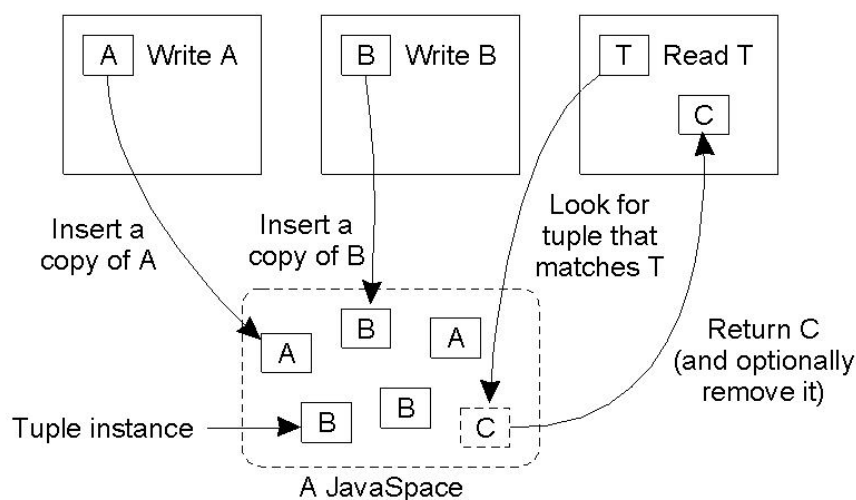 A Write A
B Write B
T Read T
C
Insert a
copy of A
Insert a
copy of B
Look for
tuple that
matches T
Return C
(and optionally
remove it)
A
B
A
B
B
C
Tuple instance
A JavaSpace